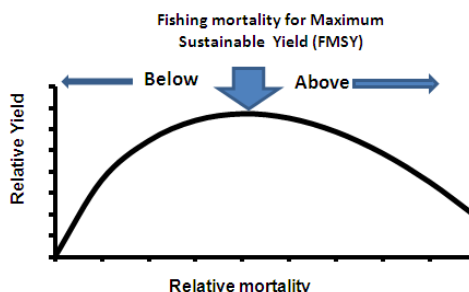 Fishing mortality for Maximum
Sustainable Yield (FMSY)
Below
Above
Relative Yield
Relative mortality